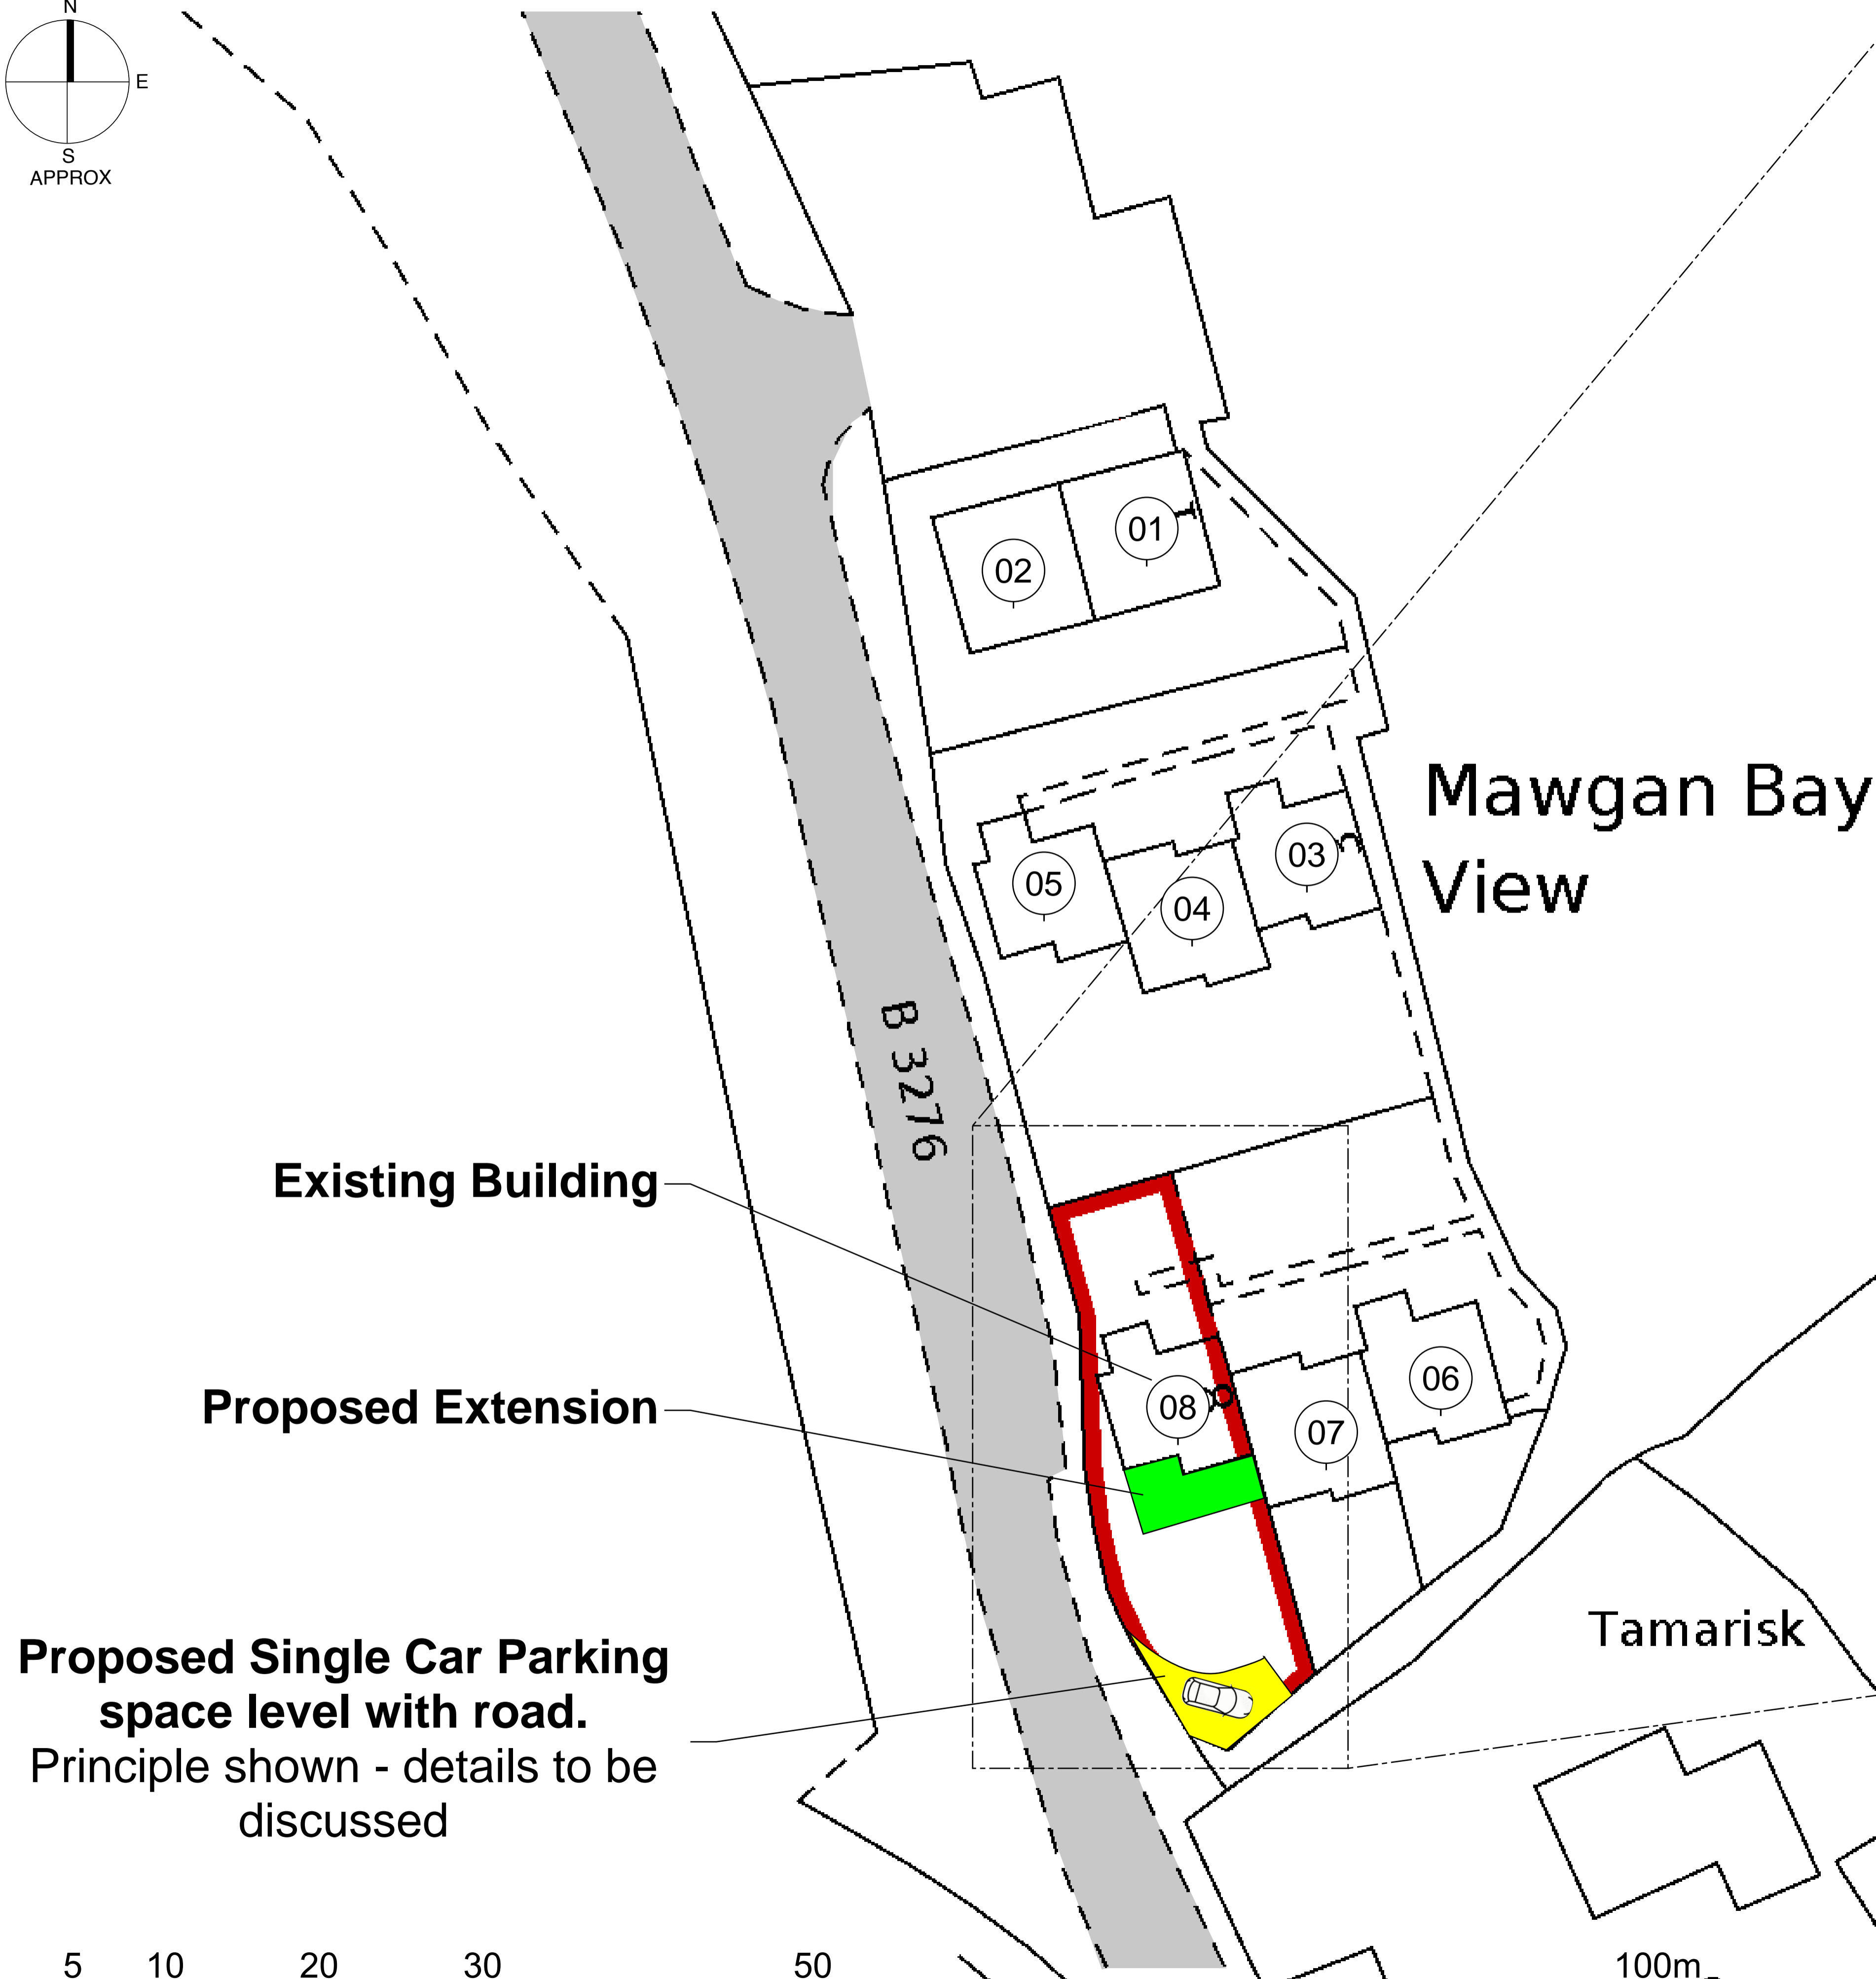 N
E
S
APPROX
01
1
02
Mawgan Bay
View
03
05
04
B 3276
Existing Building
06
Proposed Extension
08
8
07
Proposed Single Car Parking
space level with road.
Principle shown - details to be
discussed
Tamarisk
5 10 20 30 50 100m